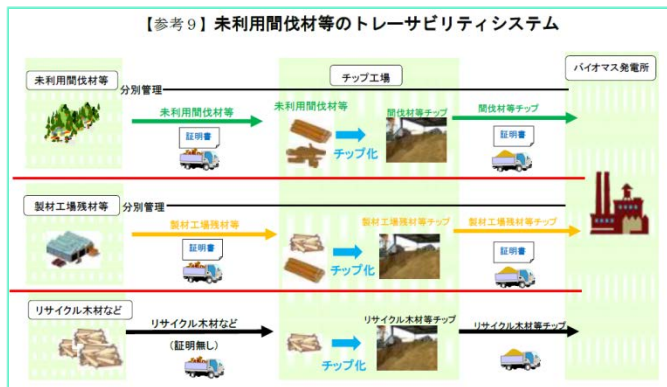 【参考9】未利用間伐材等のトレーサビリティシステム
未利用間伐材等
チップ工場
バイオマス発電所
分別管理
未利用間伐材等
証明書
未利用間伐材等
チップ化
間伐材等チップ
間伐材等チップ
証明書
製材工場残材等
分別管理
製材工場残材等
証明書
チップ化
製材工場残材等チップ
製材工場残材等チップ
証明書
リサイクル木材など
リサイクル木材など
(証明無し)
チップ化
リサイクル木材等チップ
リサイクル木材等チップ